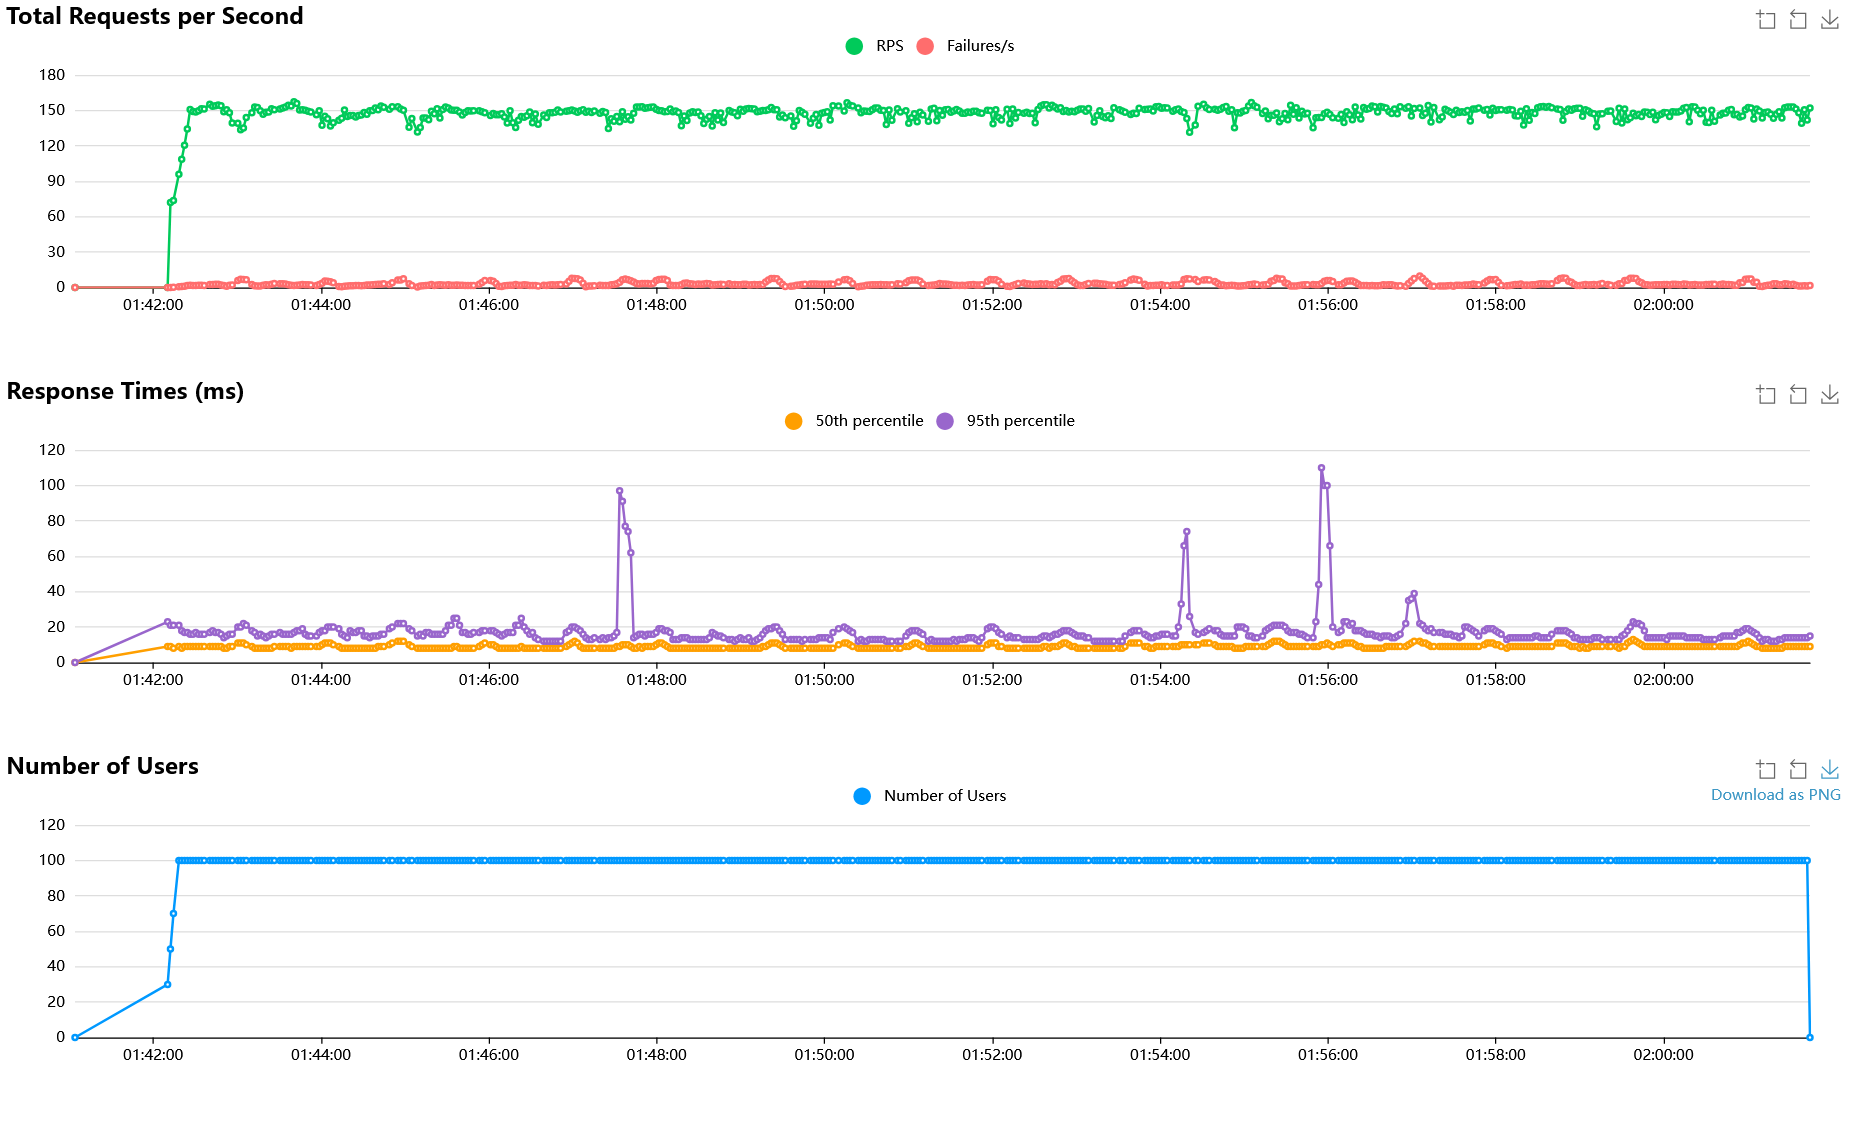 Total Requests per Second
RPS Failures/s
180
150
120
90
60
30
0
01:42:00 01:44:00 01:46:00 01:48:00 01:50:00 01:52:00 01:54:00 01:56:00 01:58:00 02:00:00
Response Times (ms)
50th percentile 95th percentile
120
100
80
60
40
20
0
01:42:00 01:44:00 01:46:00 01:48:00 01:50:00 01:52:00 01:54:00 01:56:00 01:58:00 02:00:00
Number of Users
Number of Users
Download as PNG
120
100
80
60
40
20
0
01:42:00 01:44:00 01:46:00 01:48:00 01:50:00 01:52:00 01:54:00 01:56:00 01:58:00 02:00:00